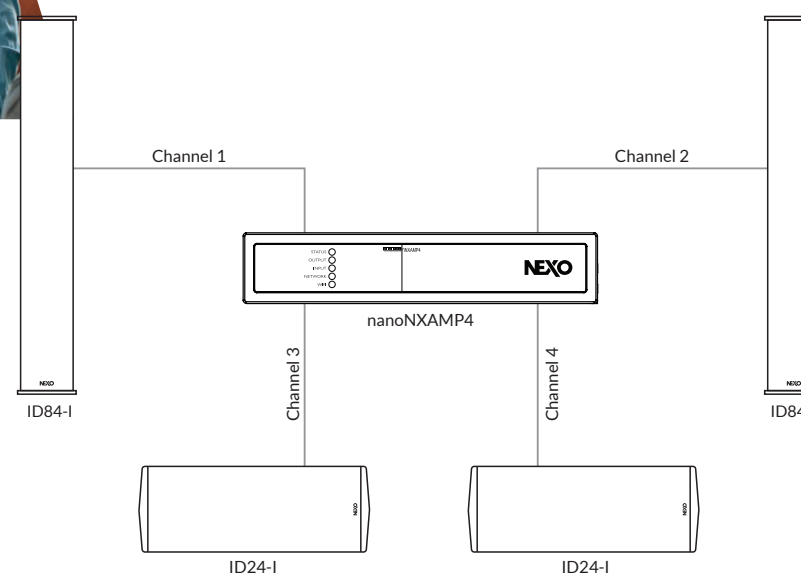 Channel 1
Channel 2
STATUS
OUTPUT
INPUT
NETWORK
WIFI
NXAMP4
NEXO
nanoNXAMP4
Channel 3
Channel 4
NEXO
ID84-I
NEXO
ID84
NEXO
NEXO
ID24-I
ID24-I